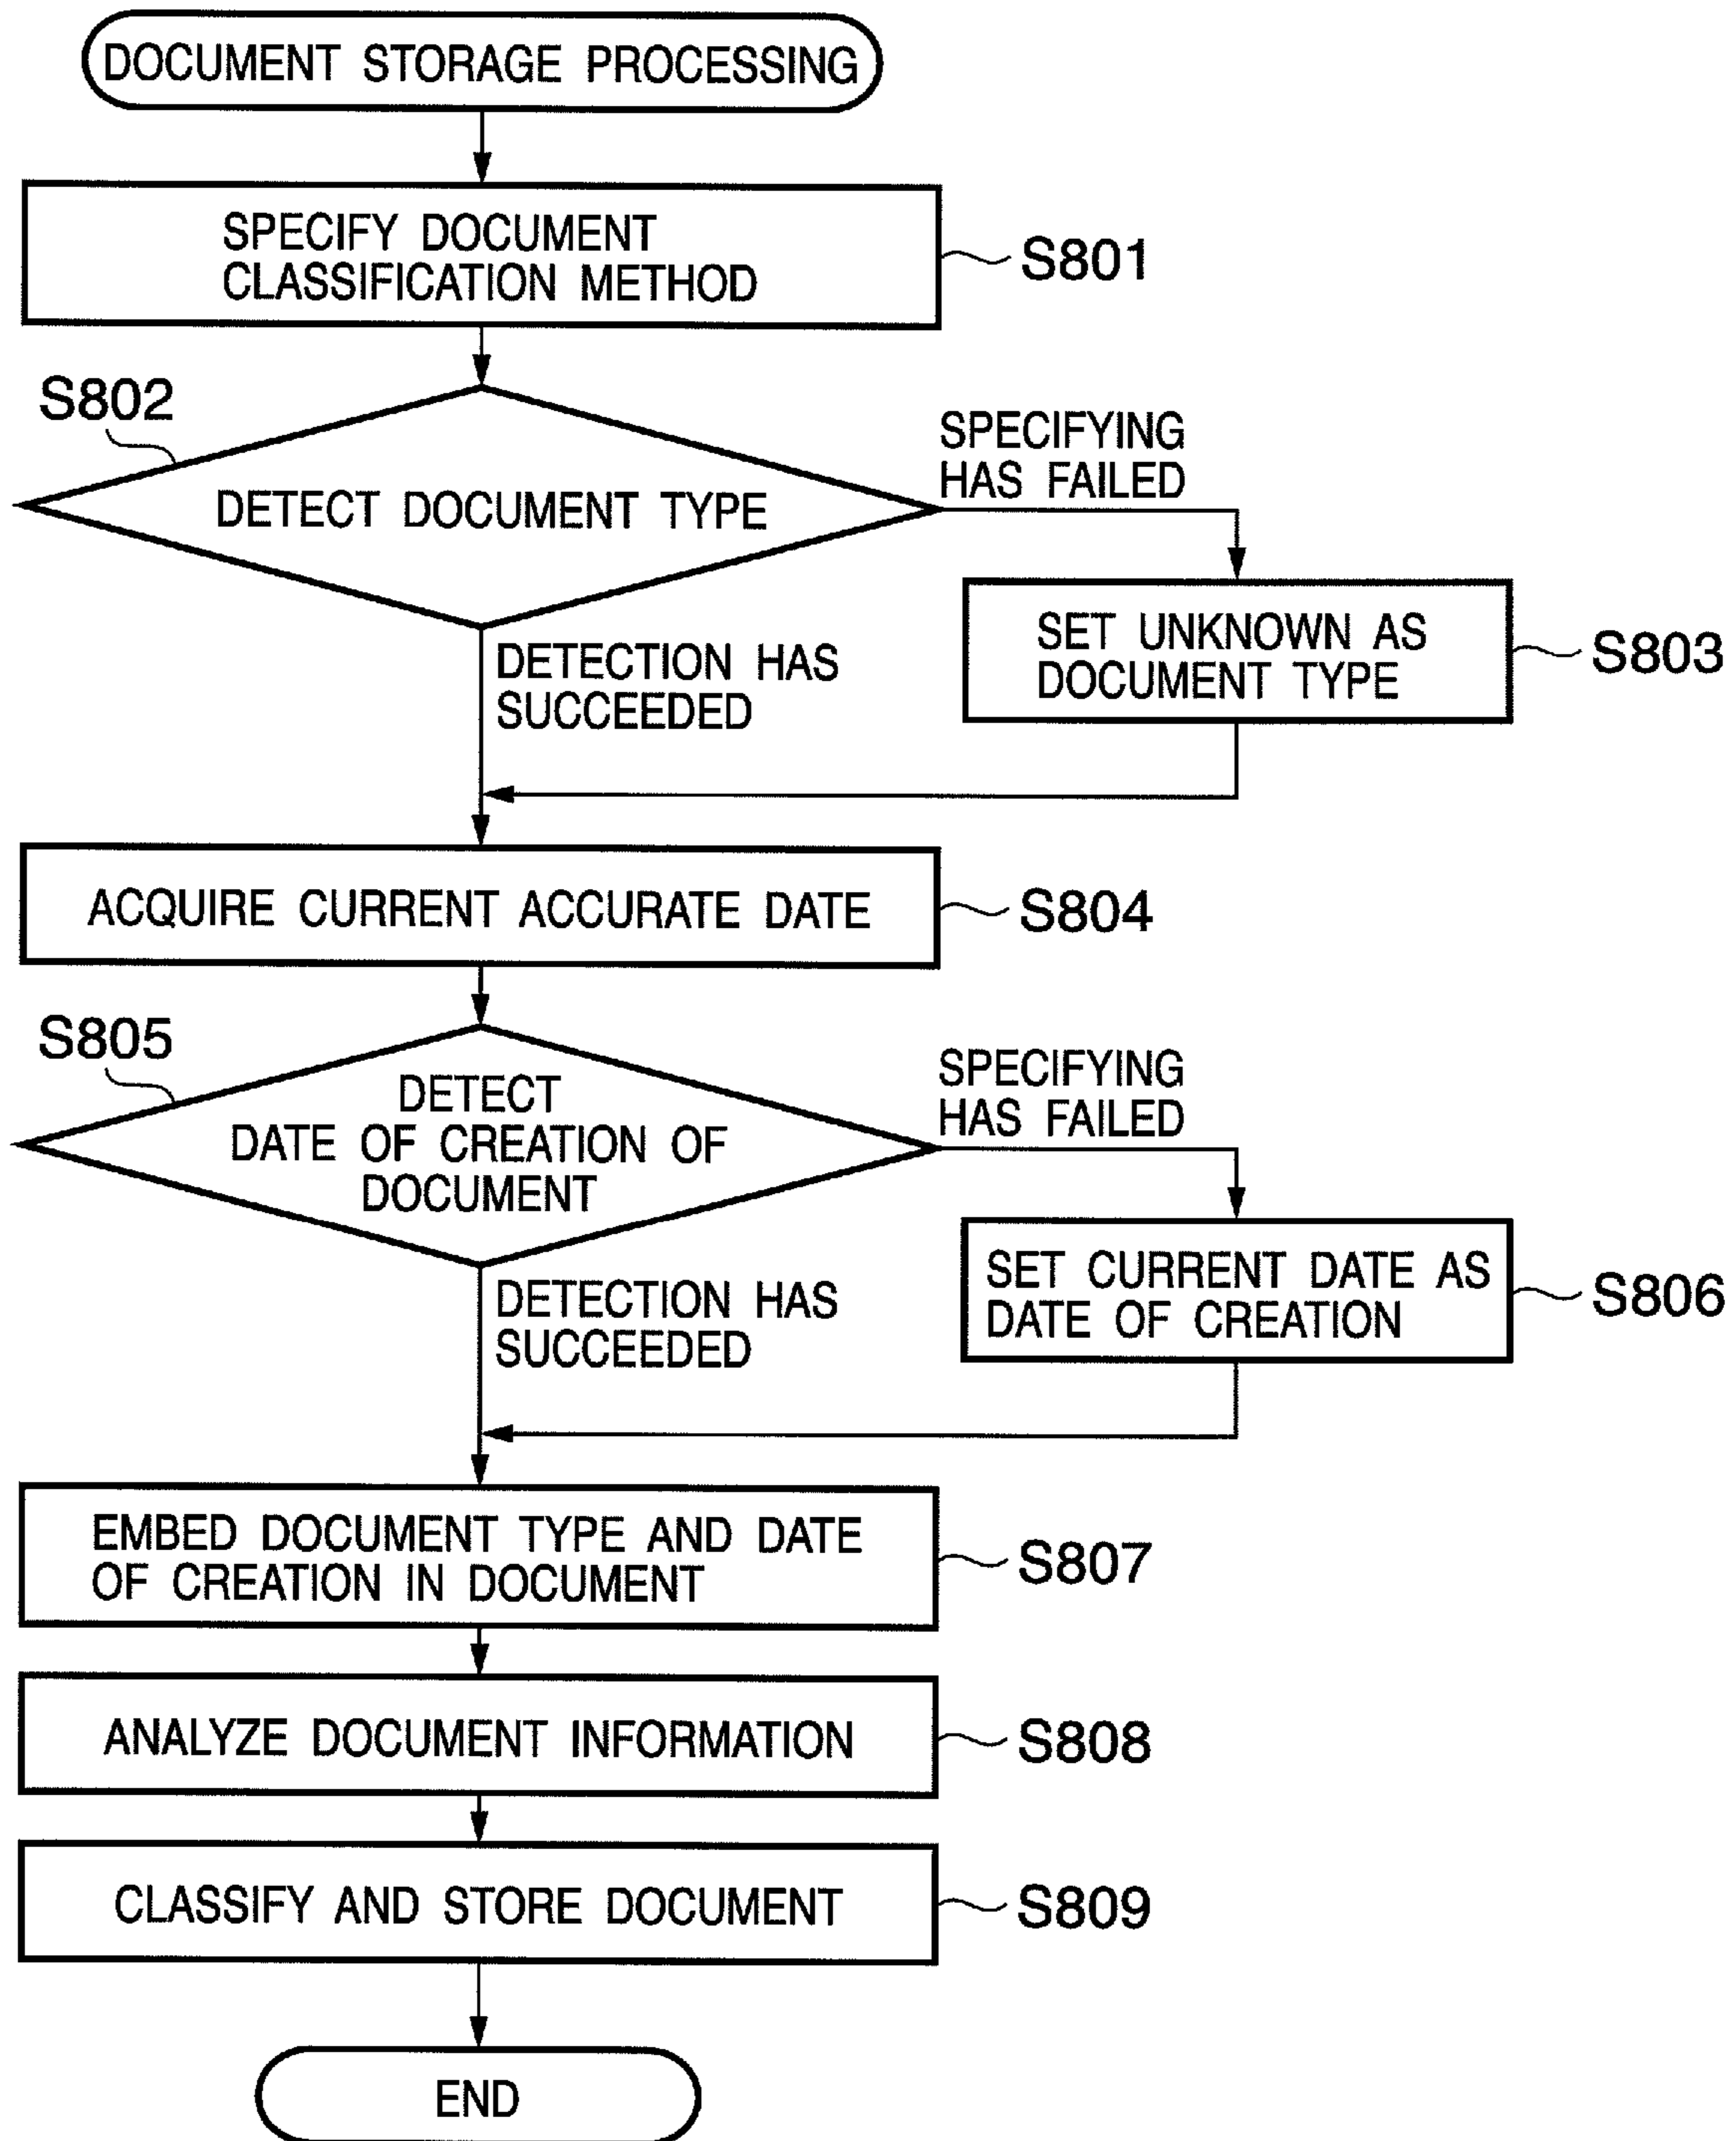 DOCUMENT STORAGE PROCESSING
SPECIFY DOCUMENT
CLASSIFICATION METHOD
S801
S802
DETECT DOCUMENT TYPE
SPECIFYING
HAS FAILED
SET UNKNOWN AS
DOCUMENT TYPE
S803
DETECTION HAS
SUCCEEDED
ACQUIRE CURRENT ACCURATE DATE
S804
S805
DETECT
DATE OF CREATION OF
DOCUMENT
SPECIFYING
HAS FAILED
SET CURRENT DATE AS
DATE OF CREATION
S806
DETECTION HAS
SUCCEEDED
EMBED DOCUMENT TYPE AND DATE
OF CREATION IN DOCUMENT
S807
ANALYZE DOCUMENT INFORMATION
S808
CLASSIFY AND STORE DOCUMENT
S809
END